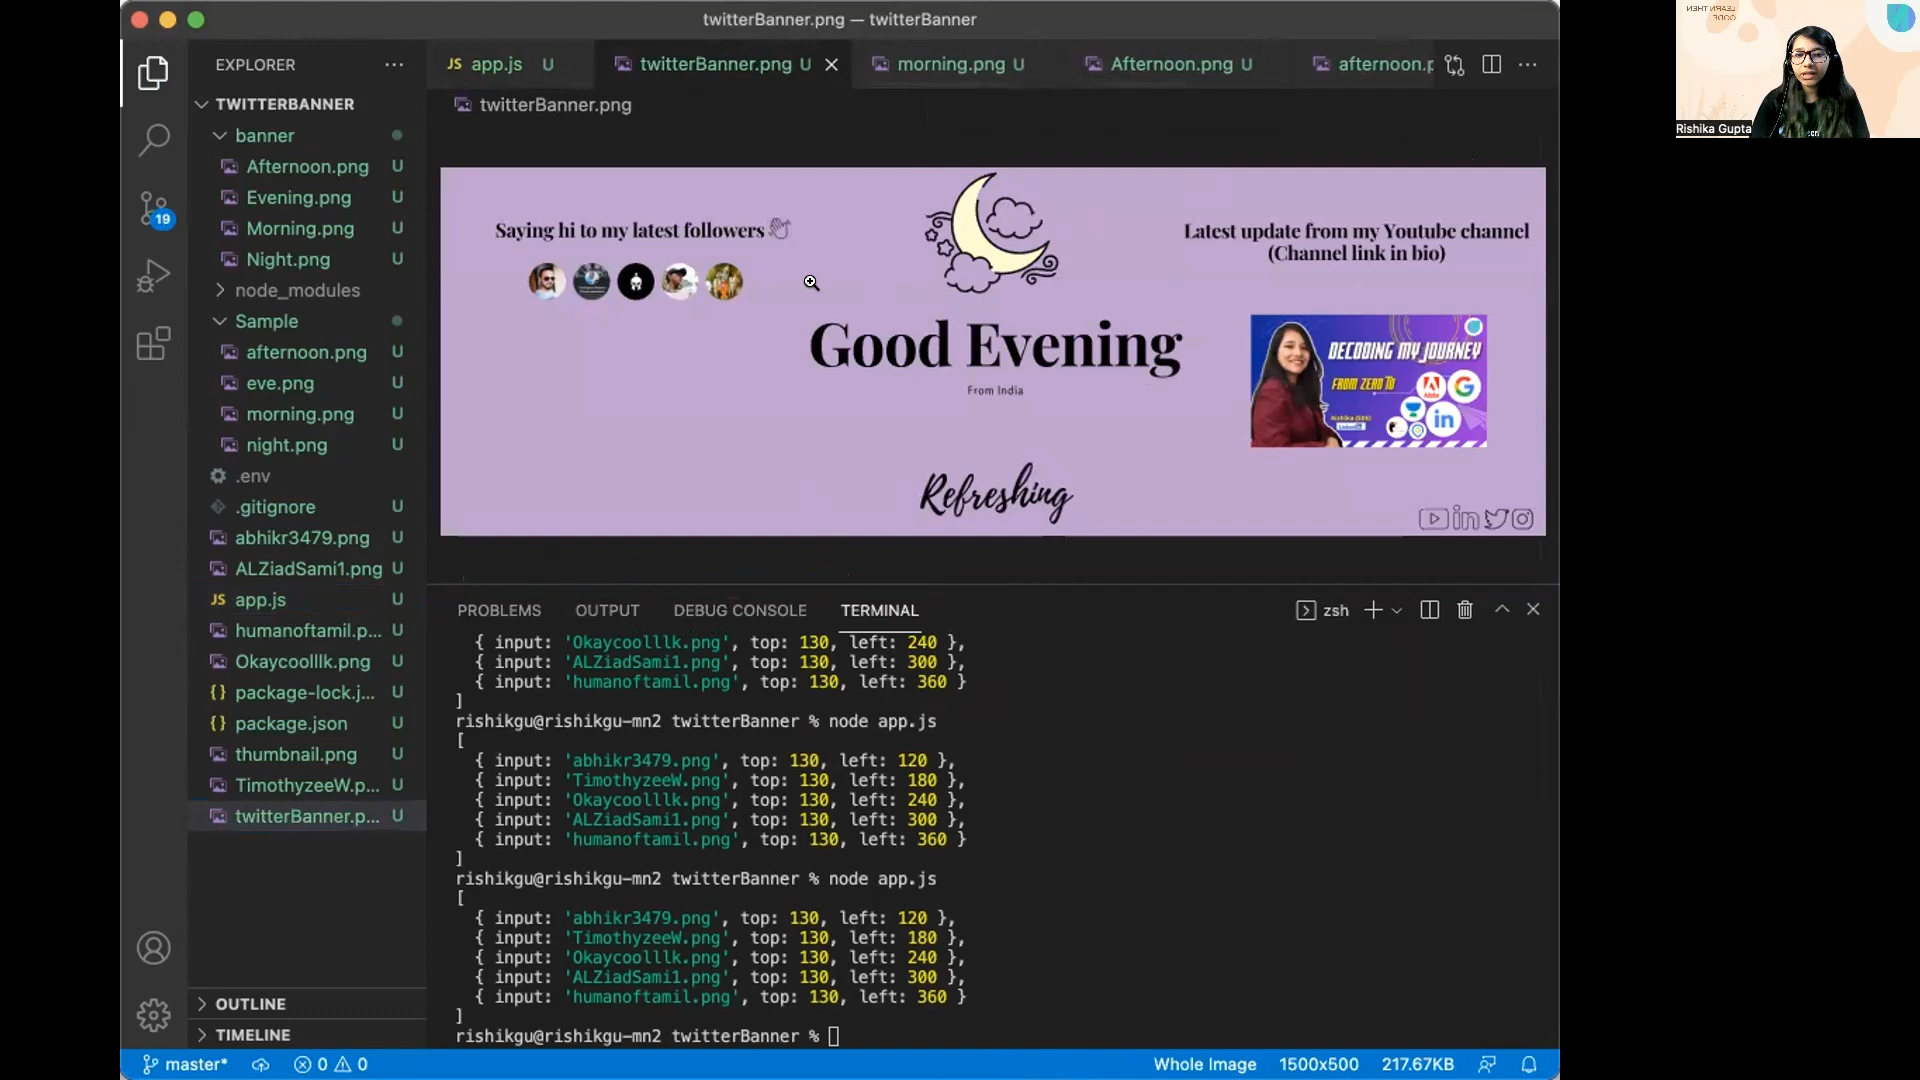 twitterBanner.png — twitterBanner
EXPLORER
TWITTERBANNER
banner
Afternoon.png U
Evening.png U
Morning.png U
Night.png U
node_modules
Sample
afternoon.png U
eve.png U
morning.png U
night.png U
.env
.gitignore U
abhikr3479.png U
ALZiadSami1.png U
JS app.js U
humanoftamil.p... U
Okaycoolllk.png U
{} package-lock.j... U
{} package.json U
thumbnail.png U
TimothyzeeW.p... U
twitterBanner.p... U
OUTLINE
TIMELINE
19
JS app.js U
twitterBanner.png U
morning.png U
Afternoon.png U
afternoon.p
twitterBanner.png
Saying hi to my latest followers
Good Evening
From India
Refreshing
Latest update from my Youtube channel
(Channel link in bio)
DECODING MY JOURNEY
FROM ZERO TO
Adobe
G
in
in
PROBLEMS OUTPUT DEBUG CONSOLE TERMINAL
zsh
{ input: 'Okaycoolllk.png', top: 130, left: 240 },
{ input: 'ALZiadSami1.png', top: 130, left: 300 },
{ input: 'humanoftamil.png', top: 130, left: 360 }
]
rishikgu@rishikgu-mn2 twitterBanner % node app.js
[
{ input: 'abhikr3479.png', top: 130, left: 120 },
{ input: 'TimothyzeeW.png', top: 130, left: 180 },
{ input: 'Okaycoolllk.png', top: 130, left: 240 },
{ input: 'ALZiadSami1.png', top: 130, left: 300 },
{ input: 'humanoftamil.png', top: 130, left: 360 }
]
rishikgu@rishikgu-mn2 twitterBanner % node app.js
[
{ input: 'abhikr3479.png', top: 130, left: 120 },
{ input: 'TimothyzeeW.png', top: 130, left: 180 },
{ input: 'Okaycoolllk.png', top: 130, left: 240 },
{ input: 'ALZiadSami1.png', top: 130, left: 300 },
{ input: 'humanoftamil.png', top: 130, left: 360 }
]
rishikgu@rishikgu-mn2 twitterBanner %
master* 0 0
Whole Image 1500x500 217.67KB
LEARN THEN
CODE
Rishika Gupta